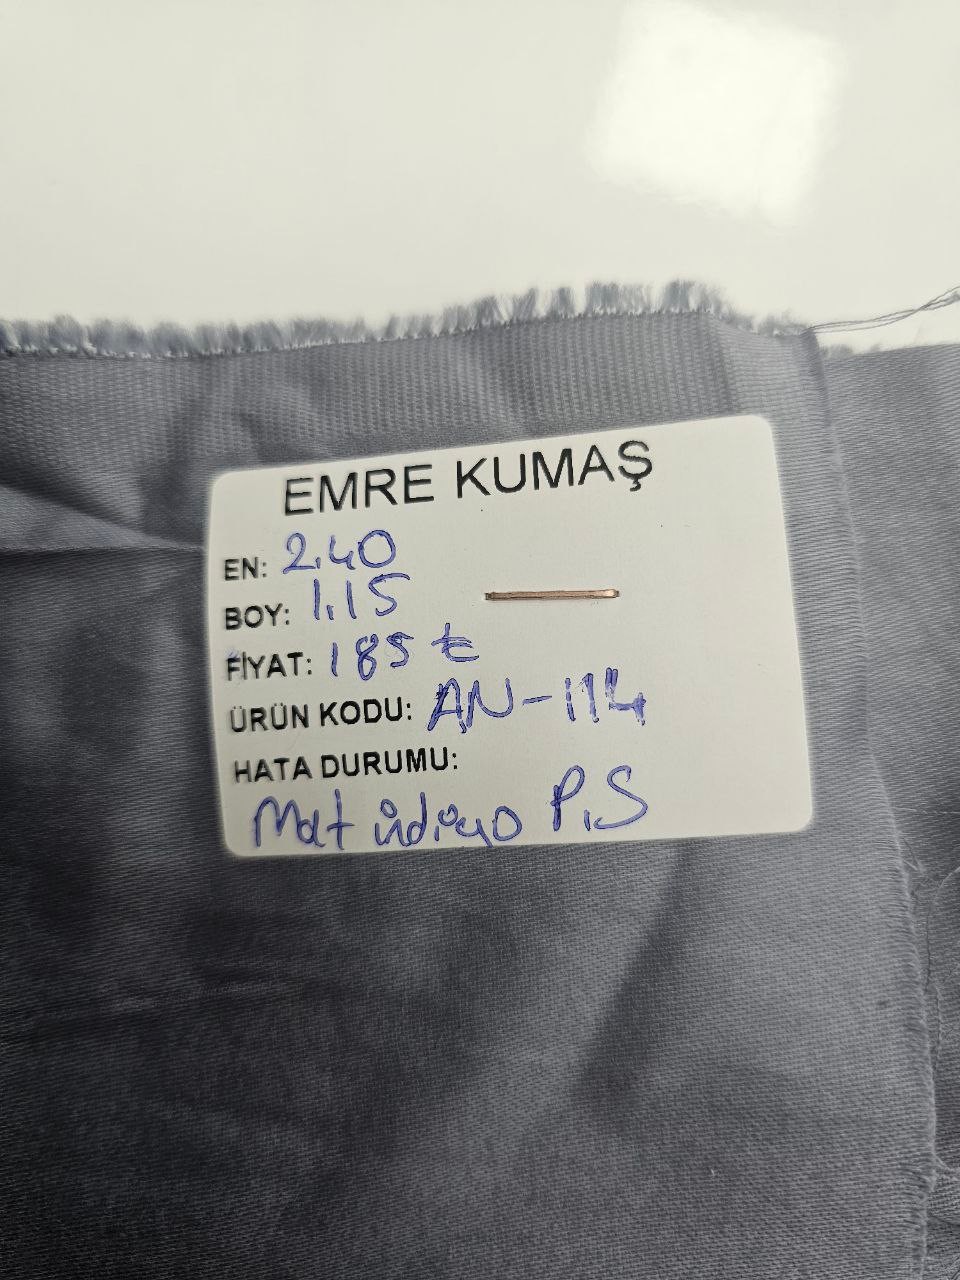 EMRE KUMAŞ
EN: 2.40
BOY: 1.15
FİYAT: 185 ₺
ÜRÜN KODU: AN-114
HATA DURUMU:
Mat indigo P.S